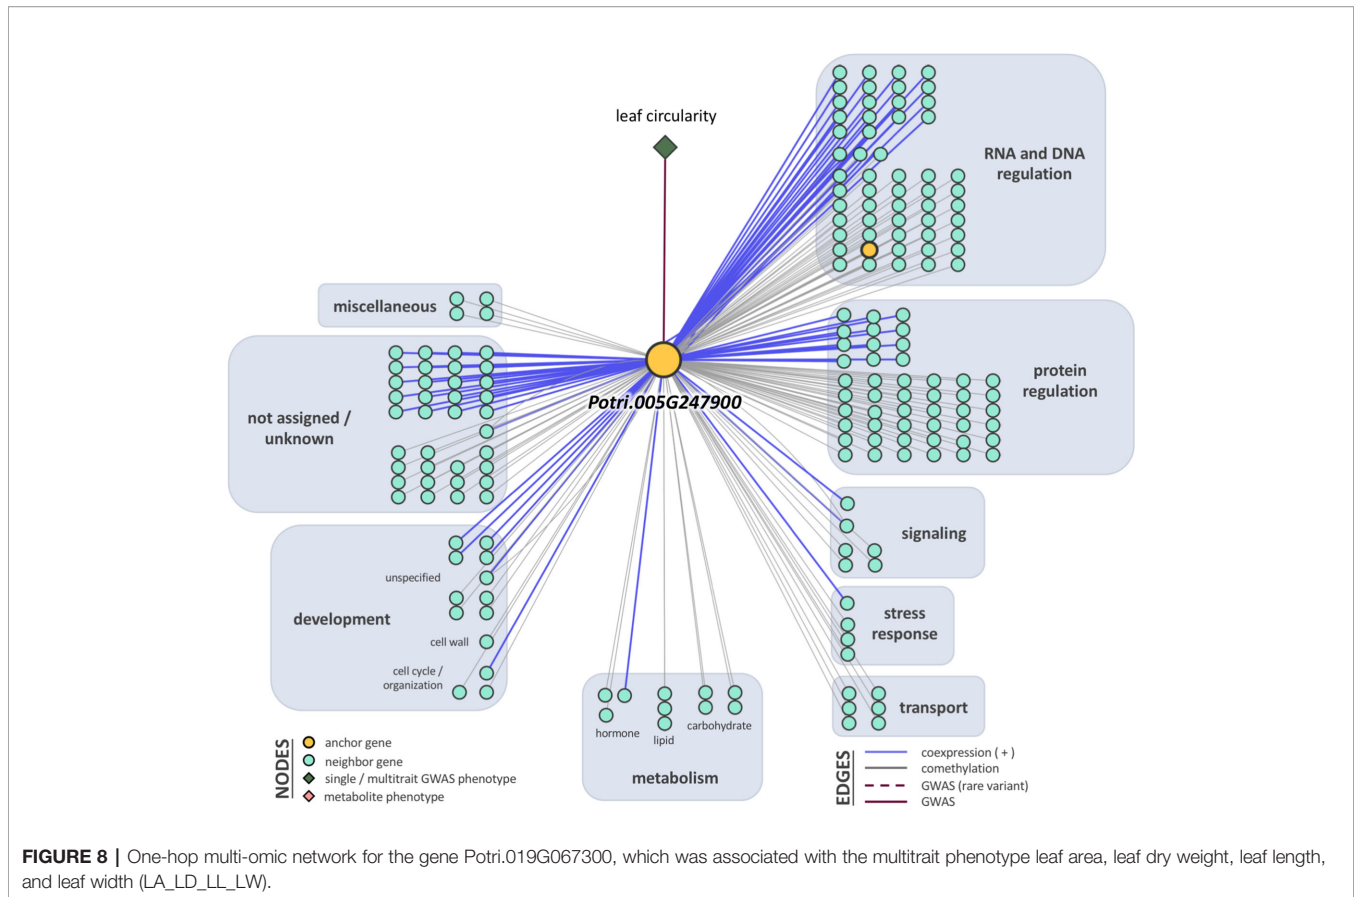 leaf circularity
RNA and DNA
regulation
miscellaneous
protein
regulation
Potri.005G247900
not assigned /
unknown
signaling
unspecified
development
stress
response
cell wall
cell cycle /
organization
transport
hormone
lipid
carbohydrate
metabolism
NODES
anchor gene
neighbor gene
single / multitrait GWAS phenotype
metabolite phenotype
EDGES
coexpression ( + )
comethylation
GWAS (rare variant)
GWAS
FIGURE 8 | One-hop multi-omic network for the gene Potri.019G067300, which was associated with the multitrait phenotype leaf area, leaf dry weight, leaf length,
and leaf width (LA_LD_LL_LW).